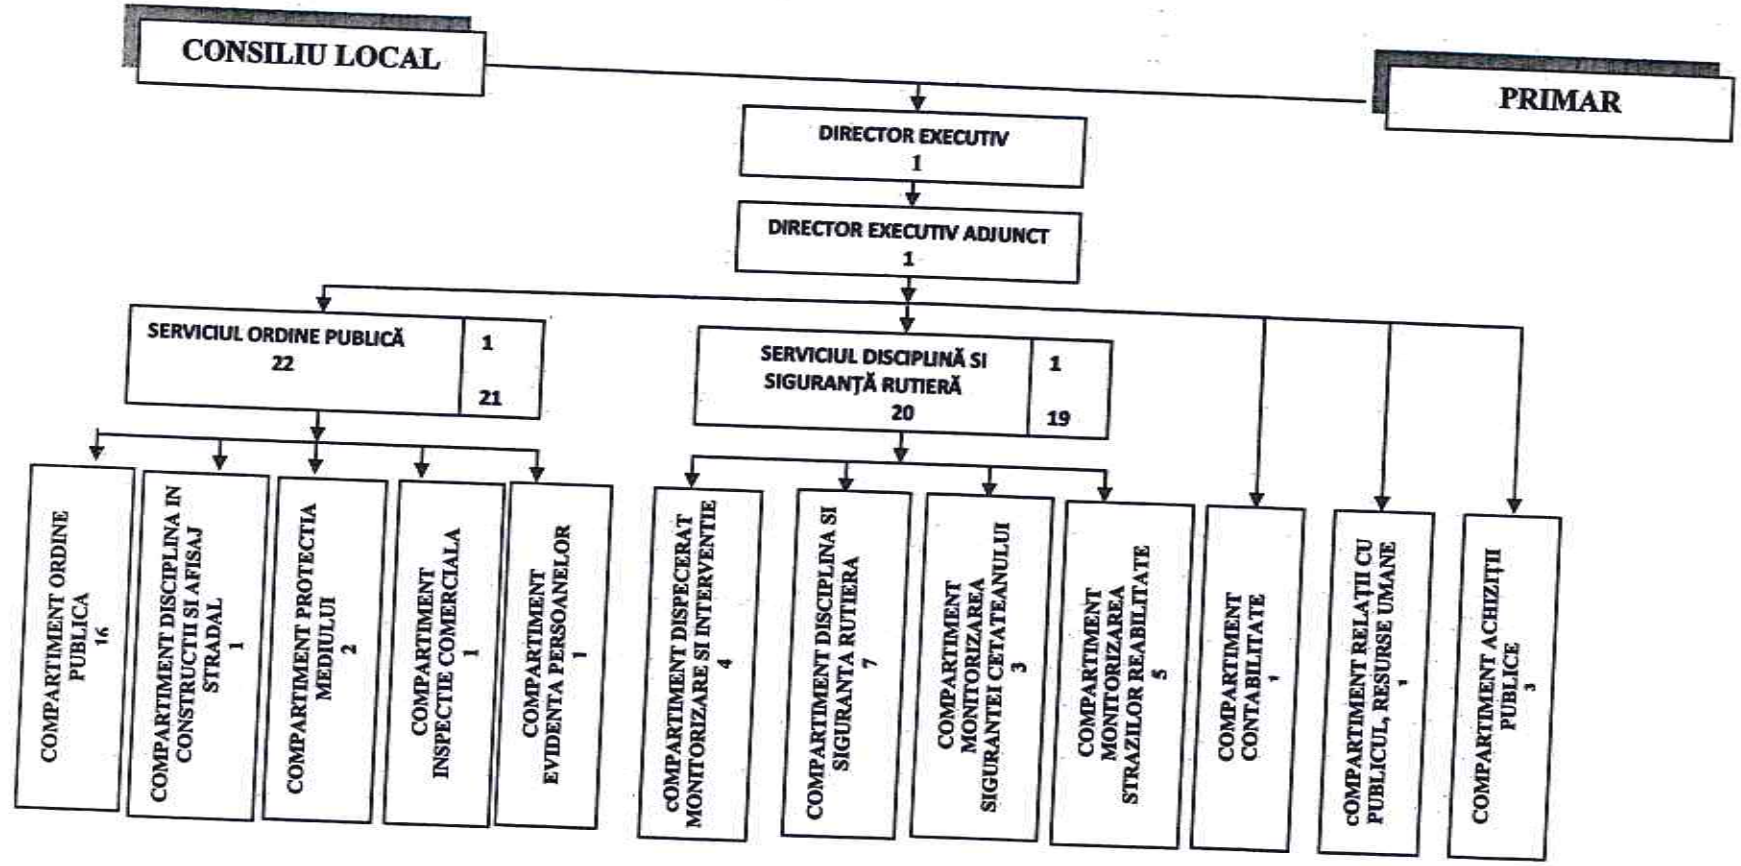 CONSILIU LOCAL
PRIMAR
DIRECTOR EXECUTIV
1
DIRECTOR EXECUTIV ADJUNCT
1
SERVICIUL ORDINE PUBLICĂ
22
1
21
SERVICIUL DISCIPLINĂ SI
SIGURANȚĂ RUTIERĂ
20
1
19
COMPARTIMENT ORDINE
PUBLICA
16
COMPARTIMENT DISCIPLINA IN
CONSTRUCTII SI AFISAJ
STRADAL
1
COMPARTIMENT PROTECTIA
MEDIULUI
2
COMPARTIMENT
INSPECTIE COMERCIALA
1
COMPARTIMENT
EVIDENTA PERSOANELOR
1
cOMPARTIMENT DISPECERAT
MONITORIZARE SI INTERVENTIE
4
COMPARTIMENT DISCIPLINA SI
SIGURANTA RUTIERA
7
COMPARTIMENT
MONITORIZAREA
SIGURANTEI CETATEANULUI
3
COMPARTIMENT
MONITORIZAREA
STRAZILOR REABILITATE
5
COMPARTIMENT
CONTABILITATE
1
cOMPARTIMENT RELAȚII CU
PUBLICUL, RESURSE UMANE
1
COMPARTIMENT ACHIZIȚII
PUBLICE
3